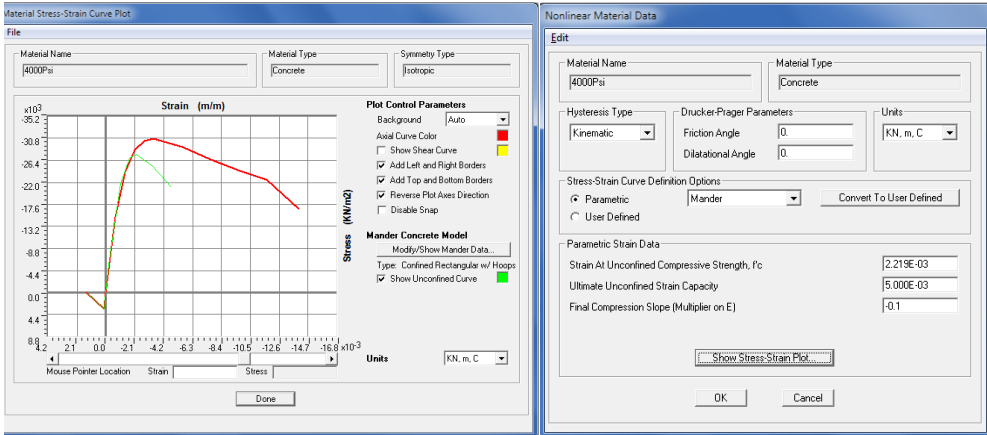 Material Stress-Strain Curve Plot
File
Material Name
4000Psi
Material Type
Concrete
Symmetry Type
Isotropic
x10³
Strain (m/m)
-35.2
-30.8
-26.4
-22.0
-17.6
-13.2
-8.8
-4.4
0.0
4.4
8.8
4.2 2.1 0.0 -2.1 -4.2 -6.3 -8.4 -10.5 -12.6 -14.7 -16.8 x10-³
Stress (KN/m2)
Mouse Pointer Location Strain Stress
Plot Control Parameters
Background Auto
Axial Curve Color
Show Shear Curve
Add Left and Right Borders
Add Top and Bottom Borders
Reverse Plot Axes Direction
Disable Snap
Mander Concrete Model
Modify/Show Mander Data...
Type: Confined Rectangular w/ Hoops
Show Unconfined Curve
Units KN, m, C
Done
Nonlinear Material Data
Edit
Material Name
4000Psi
Material Type
Concrete
Hysteresis Type
Kinematic
Drucker-Prager Parameters
Friction Angle 0.
Dilatational Angle 0.
Units
KN, m, C
Stress-Strain Curve Definition Options
Parametric Mander Convert To User Defined
User Defined
Parametric Strain Data
Strain At Unconfined Compressive Strength, f'c 2.219E-03
Ultimate Unconfined Strain Capacity 5.000E-03
Final Compression Slope (Multiplier on E) -0.1
Show Stress-Strain Plot...
OK Cancel